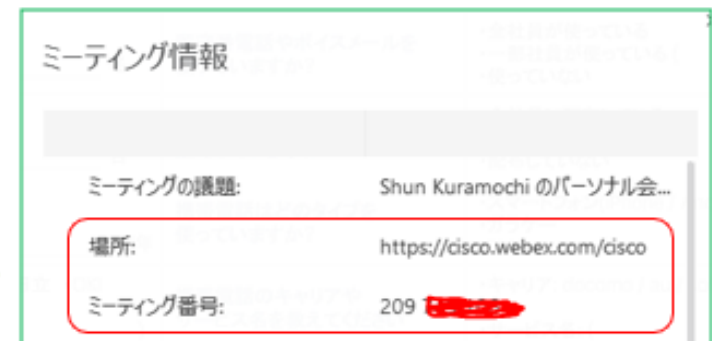 ミーティング情報
ミーティングの議題: Shun Kuramochi のパーソナル会...
場所: https://cisco.webex.com/cisco
ミーティング番号: 209